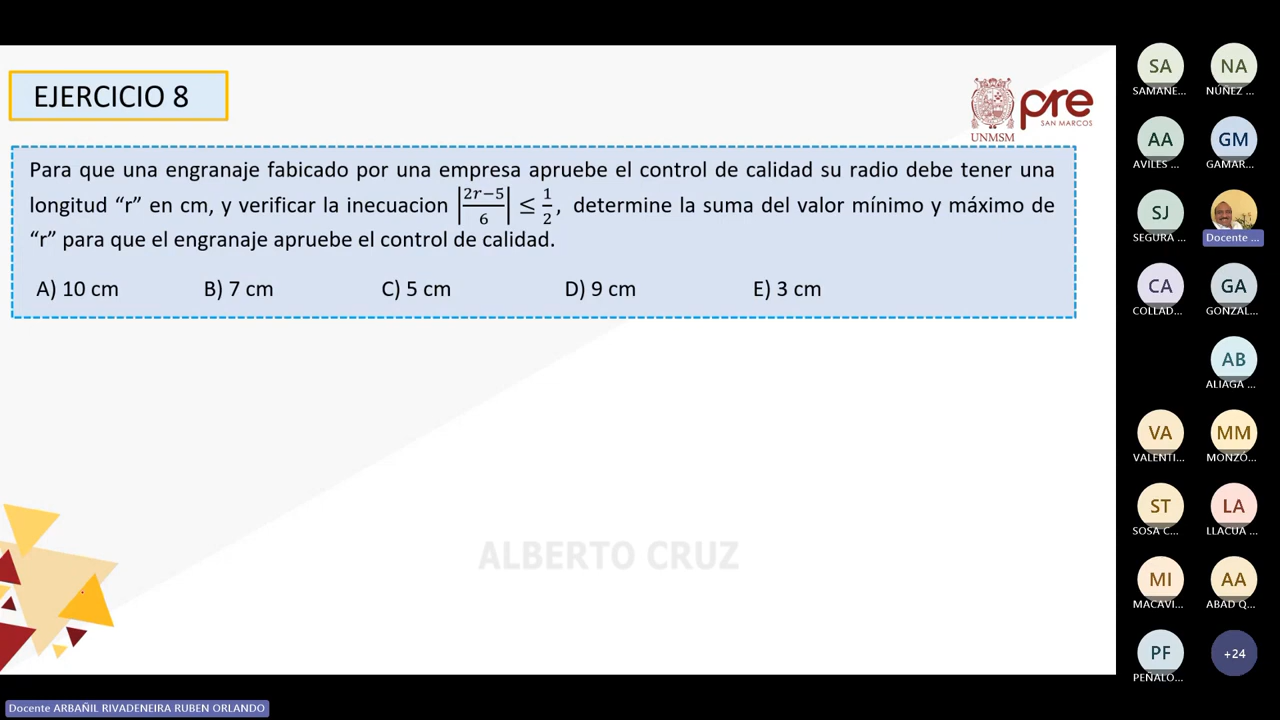 EJERCICIO 8
UNMSM
pre
SAN MARCOS
Para que una engranaje fabicado por una empresa apruebe el control de calidad su radio debe tener una
longitud “r” en cm, y verificar la inecuacion |2r−5/6| ≤ 1/2, determine la suma del valor mínimo y máximo de
“r” para que el engranaje apruebe el control de calidad.
A) 10 cm B) 7 cm C) 5 cm D) 9 cm E) 3 cm
ALBERTO CRUZ
SA NA
SAMANE... NÚÑEZ ...
AA GM
AVILES ... GAMAR...
SJ
SEGURA ... Docente ...
CA GA
COLLAD... GONZAL...
AB
ALIAGA ...
VA MM
VALENTI... MONZÓ...
ST LA
SOSA C... LLACUA ...
MI AA
MACAVI... ABAD Q...
PF +24
PEÑALO...
Docente ARBAÑIL RIVADENEIRA RUBEN ORLANDO